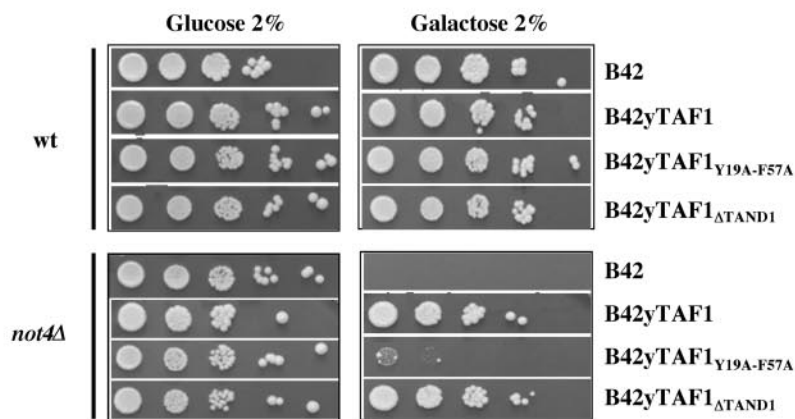 Glucose 2% Galactose 2%
wt
B42
B42yTAF1
B42yTAF1Y19A-F57A
B42yTAF1ΔTAND1
not4Δ
B42
B42yTAF1
B42yTAF1Y19A-F57A
B42yTAF1ΔTAND1